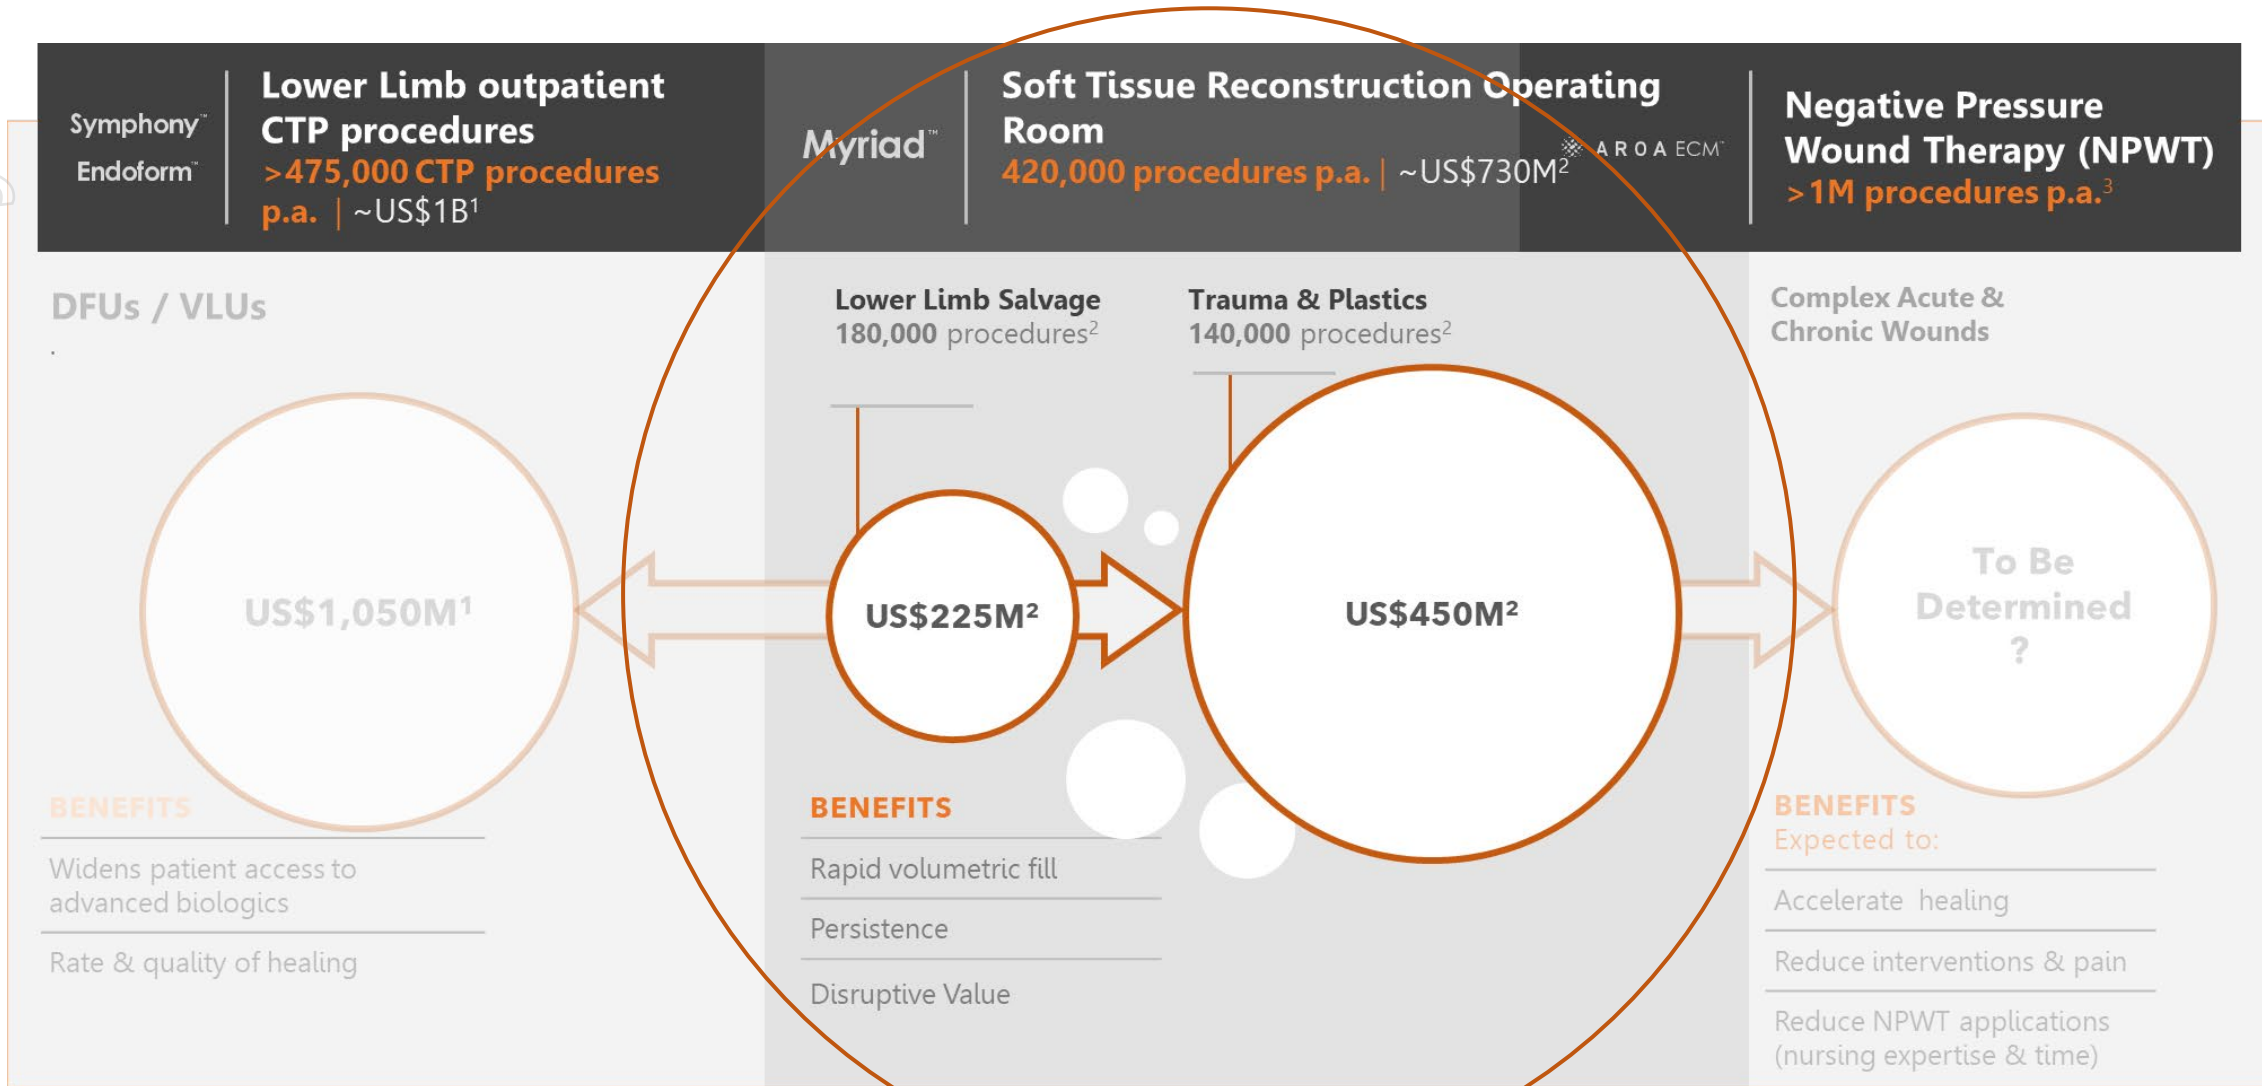 Symphony™
Endoform™
Lower Limb outpatient
CTP procedures
>475,000 CTP procedures
p.a. | ~US$1B¹
Myriad™
Soft Tissue Reconstruction Operating
Room
420,000 procedures p.a. | ~US$730M²
AROA ECM™
Negative Pressure
Wound Therapy (NPWT)
>1M procedures p.a.³
DFUs / VLUs
.
US$1,050M¹
BENEFITS
Widens patient access to
advanced biologics
Rate & quality of healing
Lower Limb Salvage
180,000 procedures²
Trauma & Plastics
140,000 procedures²
US$225M²
US$450M²
BENEFITS
Rapid volumetric fill
Persistence
Disruptive Value
Complex Acute &
Chronic Wounds
To Be
Determined
?
BENEFITS
Expected to:
Accelerate healing
Reduce interventions & pain
Reduce NPWT applications
(nursing expertise & time)